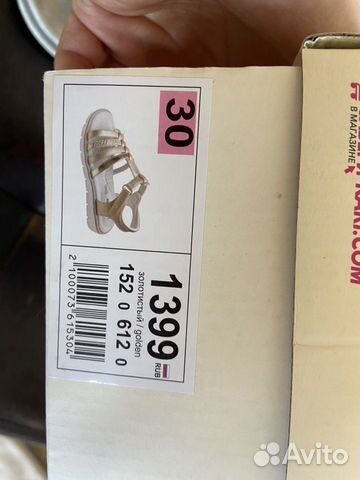 30
1399 RUB
золотистый / golden
152 0 612 0
2 100073 615304
В МАГАЗИНЕ
.COM
Avito